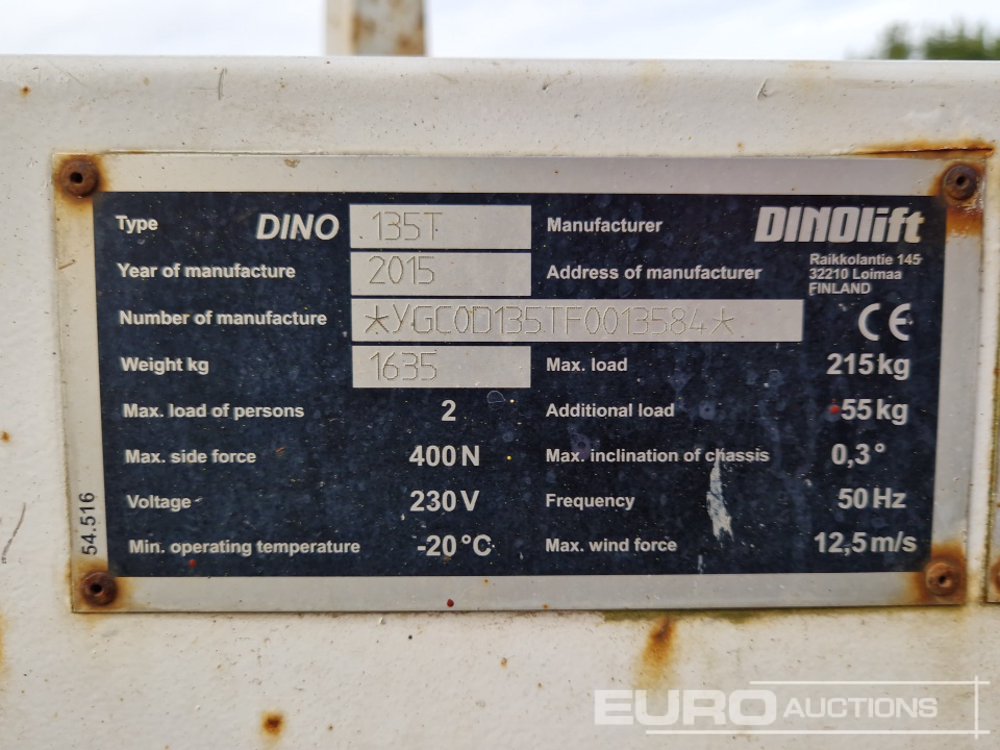 Type DINO 135T Manufacturer DINOlift
Year of manufacture 2015 Address of manufacturer Raikkolantie 145
32210 Loimaa
FINLAND
Number of manufacture *YGC0D135TF0013584* CE
Weight kg 1635 Max. load 215 kg
Max. load of persons 2 Additional load 55 kg
Max. side force 400 N Max. inclination of chassis 0,3°
Voltage 230 V Frequency 50 Hz
Min. operating temperature -20 °C Max. wind force 12,5 m/s
54.516
EURO AUCTIONS